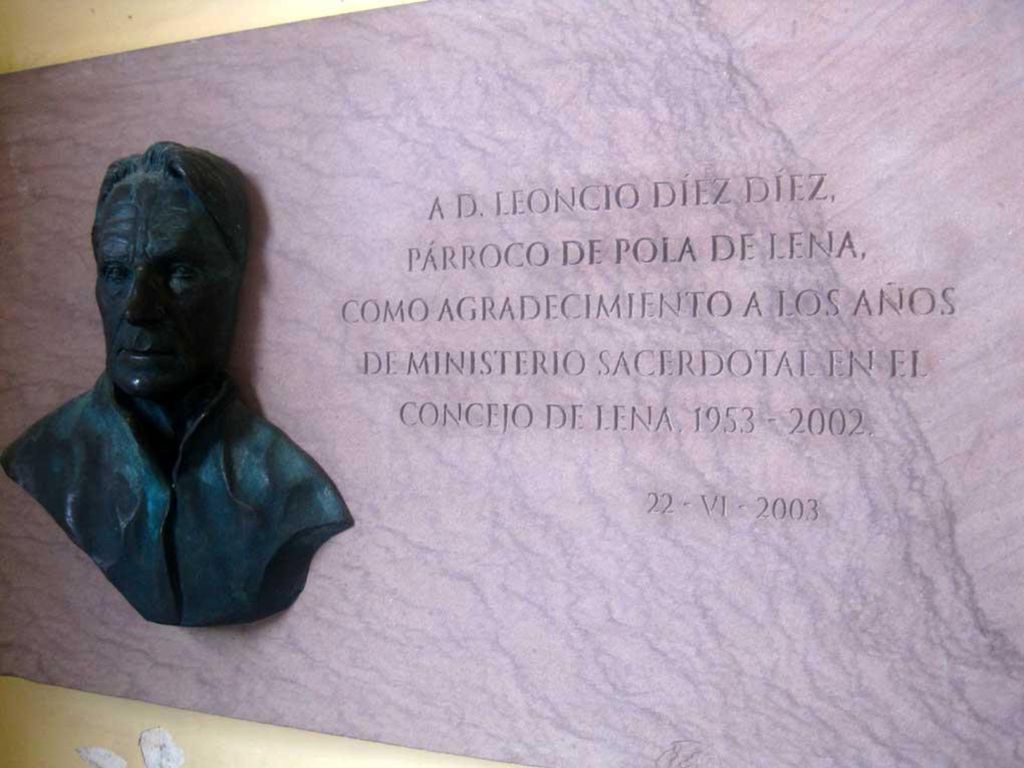 A D. LEONCIO DÍEZ DÍEZ,
PÁRROCO DE POLA DE LENA,
COMO AGRADECIMIENTO A LOS AÑOS
DE MINISTERIO SACERDOTAL EN EL
CONCEJO DE LENA, 1953 - 2002.
22 - VI - 2003